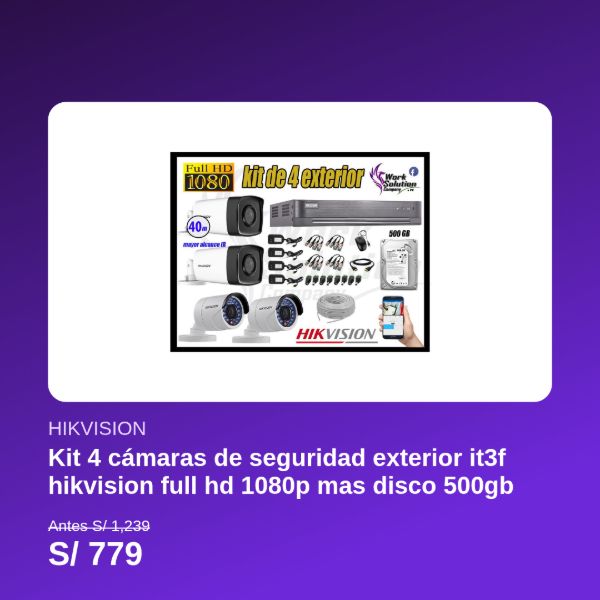 Full HD
1080
kit de 4 exterior
Work
Solution
Company
40m
mayor alcance IR
500 GB
HIKVISION
HIKVISION
Kit 4 cámaras de seguridad exterior it3f
hikvision full hd 1080p mas disco 500gb
Antes S/ 1,239
S/ 779